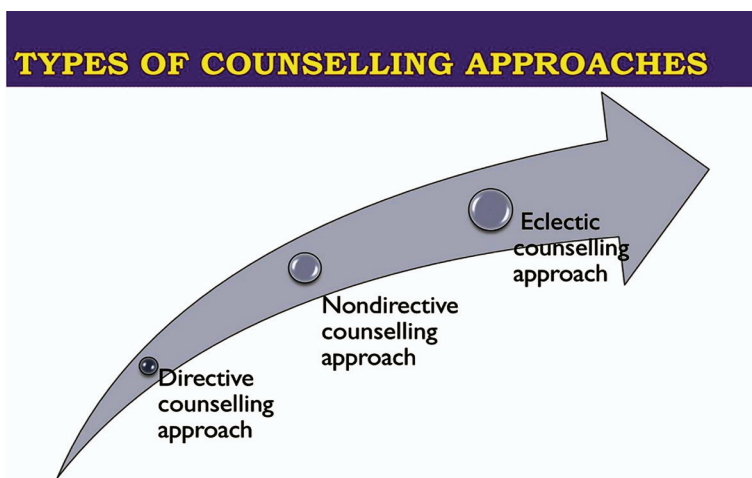 TYPES OF COUNSELLING APPROACHES
Eclectic
counselling
approach
Nondirective
counselling
approach
Directive
counselling
approach